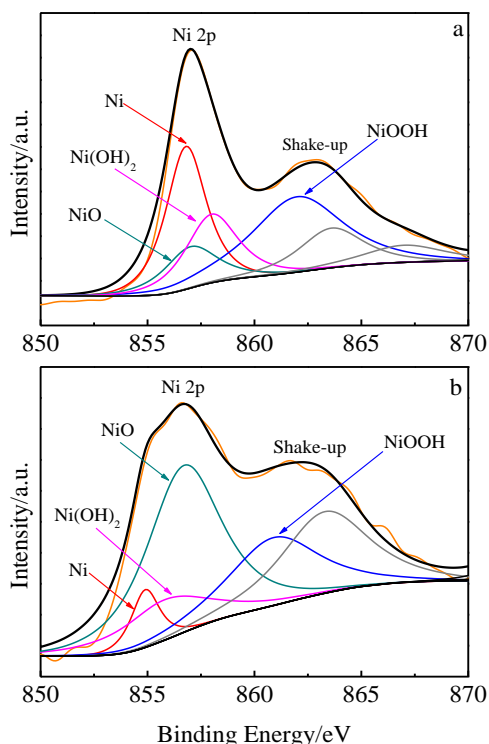 a
Ni 2p
Ni
NiOOH
Shake-up
Ni(OH)₂
NiO
Intensity/a.u.
850 855 860 865 870
b
Ni 2p
NiO
Shake-up
NiOOH
Ni(OH)₂
Ni
Intensity/a.u.
850 855 860 865 870
Binding Energy/eV